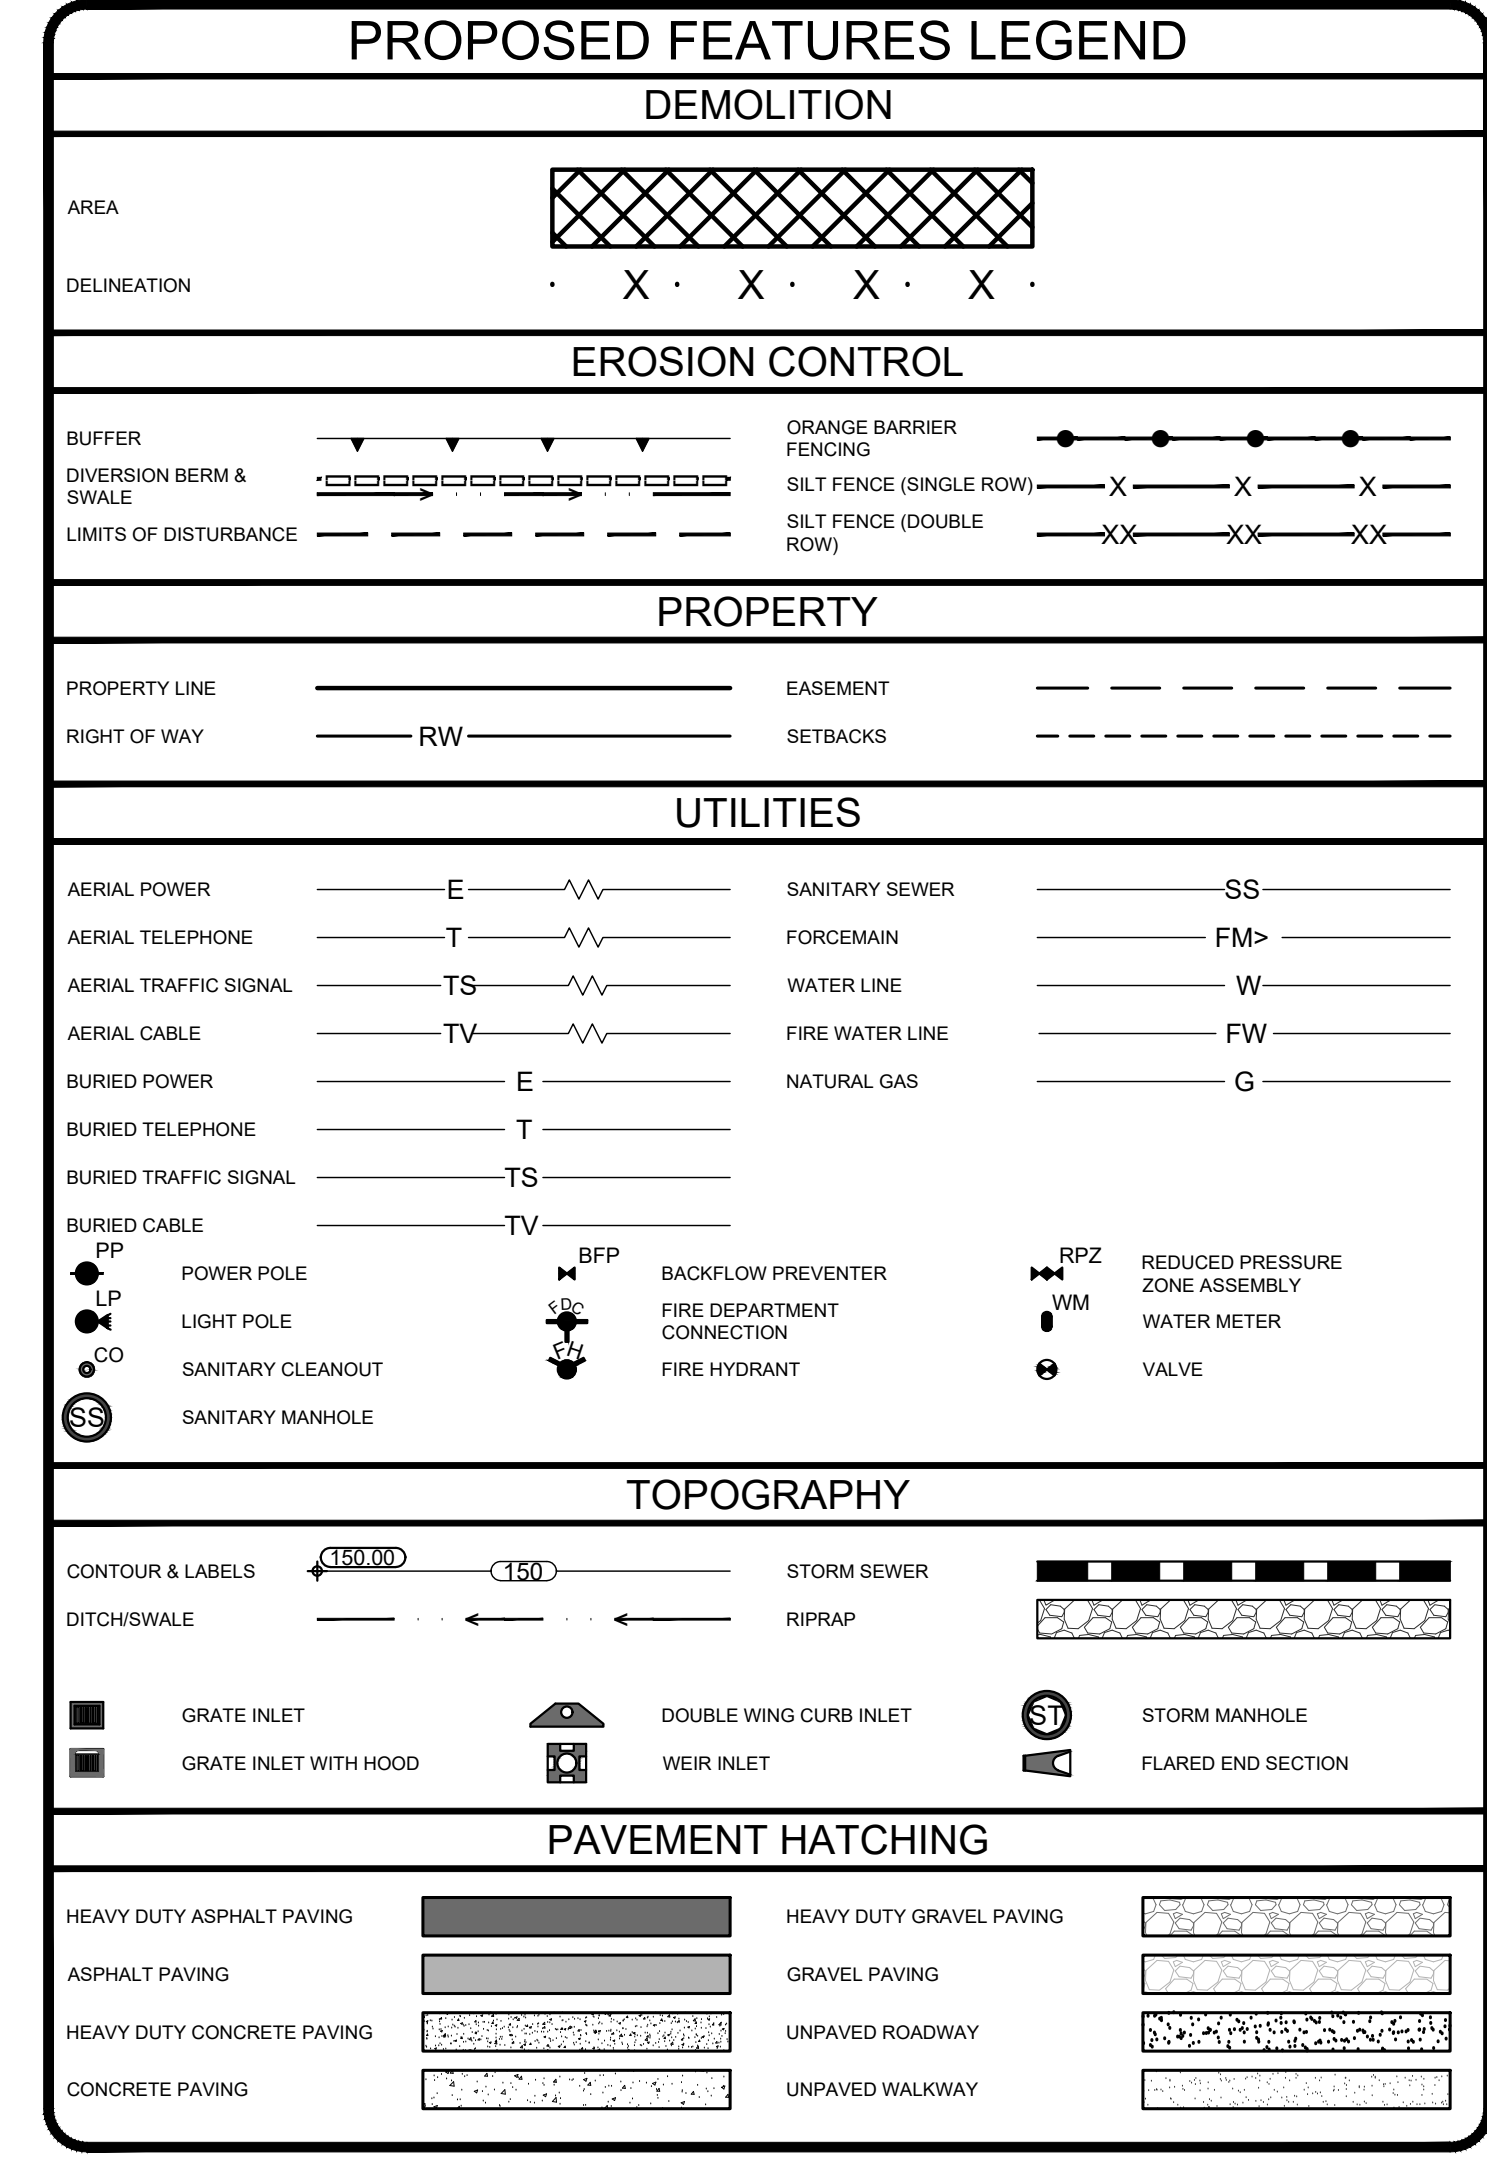 PROPOSED FEATURES LEGEND
DEMOLITION
AREA
DELINEATION
X X X X
EROSION CONTROL
BUFFER
DIVERSION BERM &
SWALE
LIMITS OF DISTURBANCE
ORANGE BARRIER
FENCING
SILT FENCE (SINGLE ROW)
X X X
SILT FENCE (DOUBLE
ROW)
XX XX XX
PROPERTY
PROPERTY LINE
RIGHT OF WAY
RW
EASEMENT
SETBACKS
UTILITIES
AERIAL POWER
E
AERIAL TELEPHONE
T
AERIAL TRAFFIC SIGNAL
TS
AERIAL CABLE
TV
BURIED POWER
E
BURIED TELEPHONE
T
BURIED TRAFFIC SIGNAL
TS
BURIED CABLE
TV
SANITARY SEWER
SS
FORCEMAIN
FM>
WATER LINE
W
FIRE WATER LINE
FW
NATURAL GAS
G
PP
POWER POLE
LP
LIGHT POLE
CO
SANITARY CLEANOUT
SS
SANITARY MANHOLE
BFP
BACKFLOW PREVENTER
FDC
FIRE DEPARTMENT
CONNECTION
FH
FIRE HYDRANT
RPZ
REDUCED PRESSURE
ZONE ASSEMBLY
WM
WATER METER
VALVE
TOPOGRAPHY
CONTOUR & LABELS
150.00
150
DITCH/SWALE
STORM SEWER
RIPRAP
GRATE INLET
GRATE INLET WITH HOOD
DOUBLE WING CURB INLET
WEIR INLET
ST
STORM MANHOLE
FLARED END SECTION
PAVEMENT HATCHING
HEAVY DUTY ASPHALT PAVING
ASPHALT PAVING
HEAVY DUTY CONCRETE PAVING
CONCRETE PAVING
HEAVY DUTY GRAVEL PAVING
GRAVEL PAVING
UNPAVED ROADWAY
UNPAVED WALKWAY